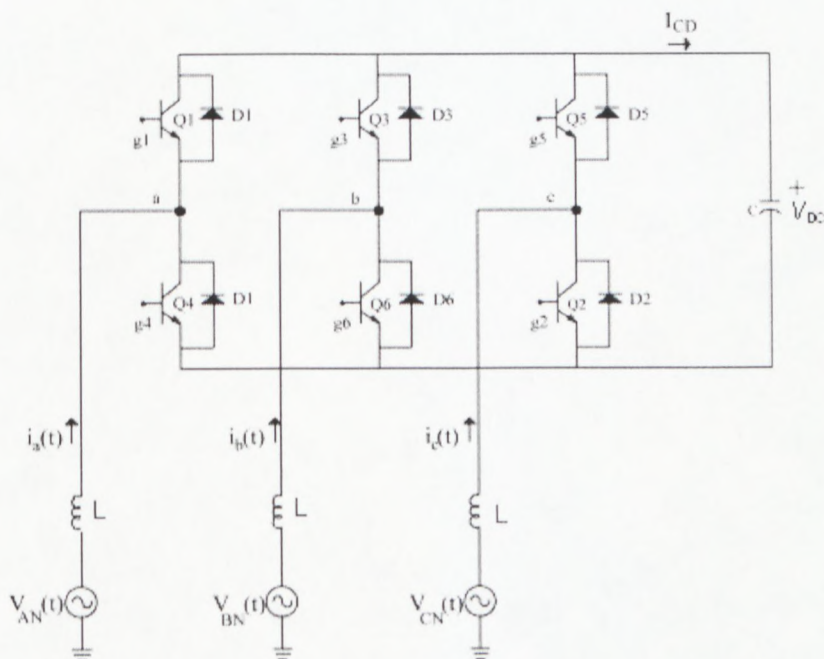 I_CD
Q1 D1 Q3 D3 Q5 D5
g1 g3 g5
a b c
C + V_DC
Q4 D1 Q6 D6 Q2 D2
g4 g6 g2
i_a(t) i_b(t) i_c(t)
L L L
V_AN(t) V_BN(t) V_CN(t)